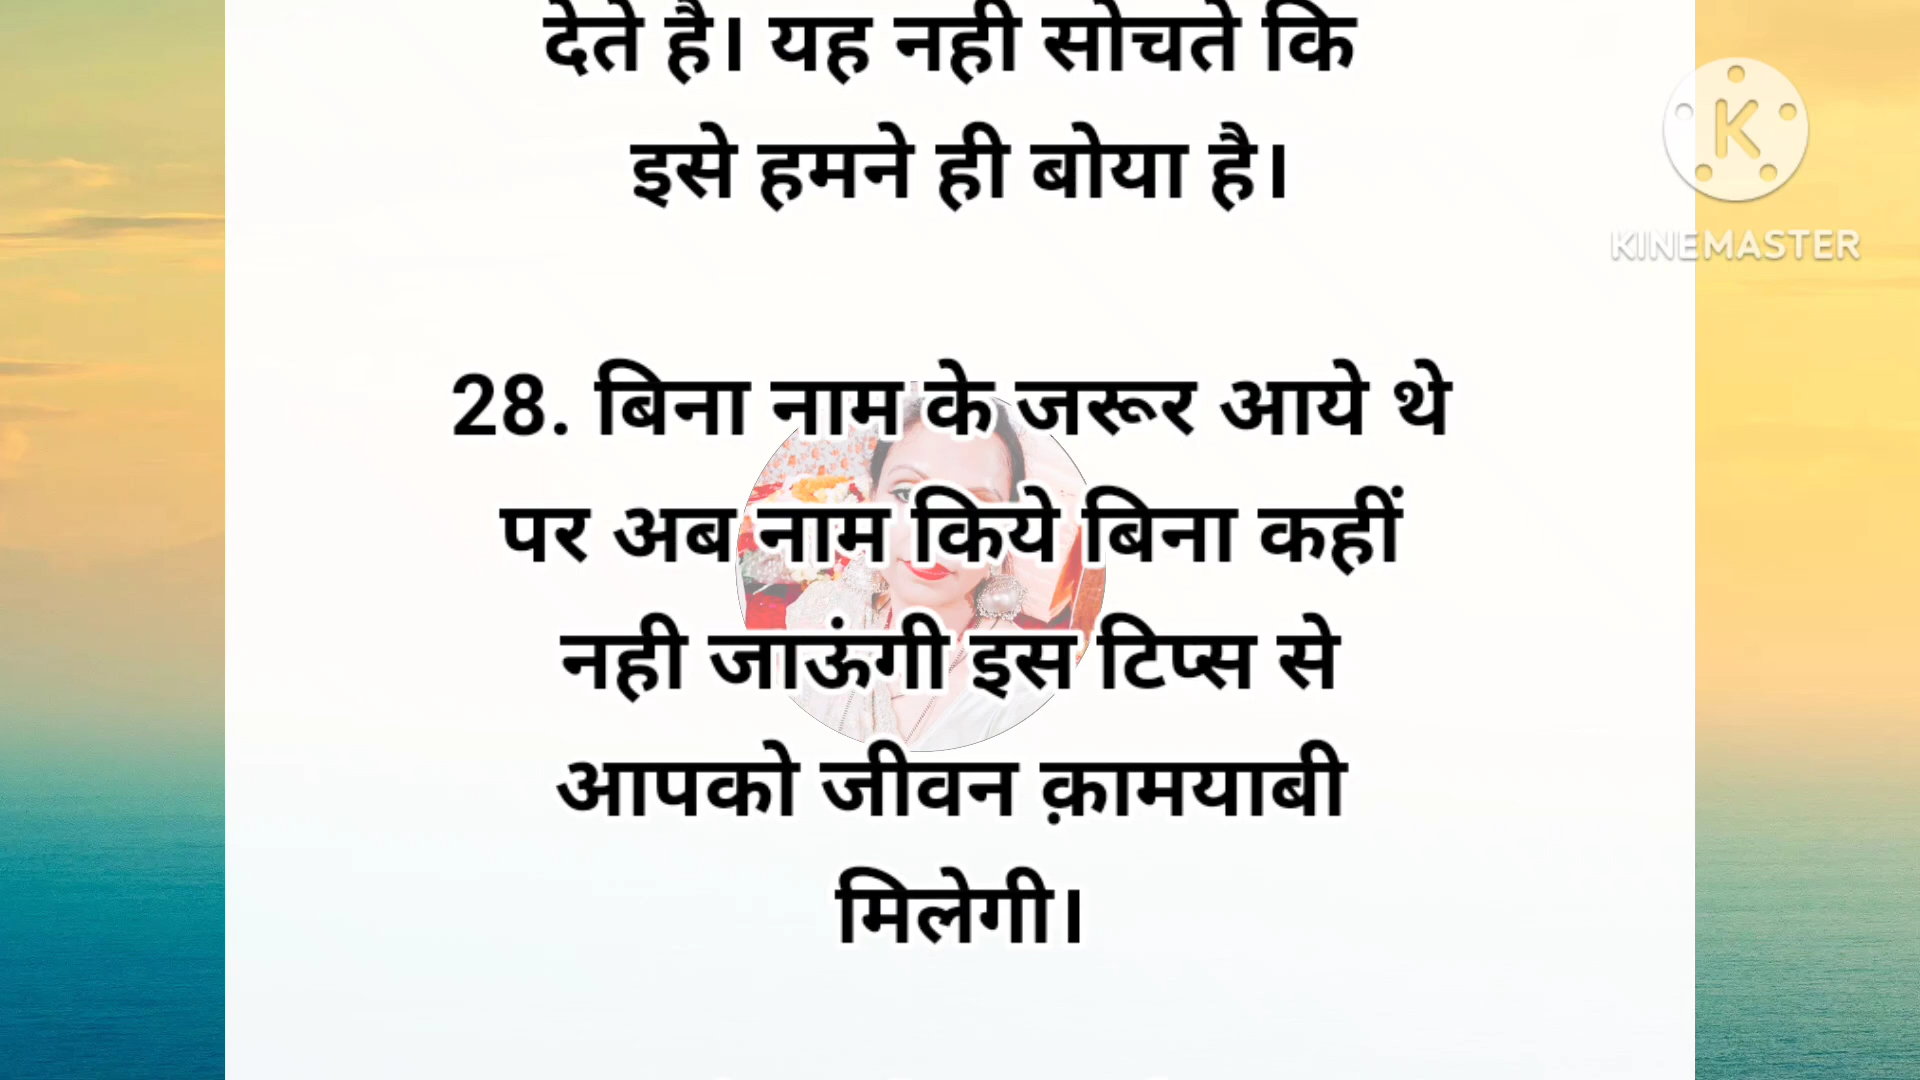 देते है। यह नही सोचते कि
इसे हमने ही बोया है।
28. बिना नाम के जरूर आये थे
पर अब नाम किये बिना कहीं
नही जाऊंगी इस टिप्स से
आपको जीवन क़ामयाबी
मिलेगी।
K
KINEMASTER